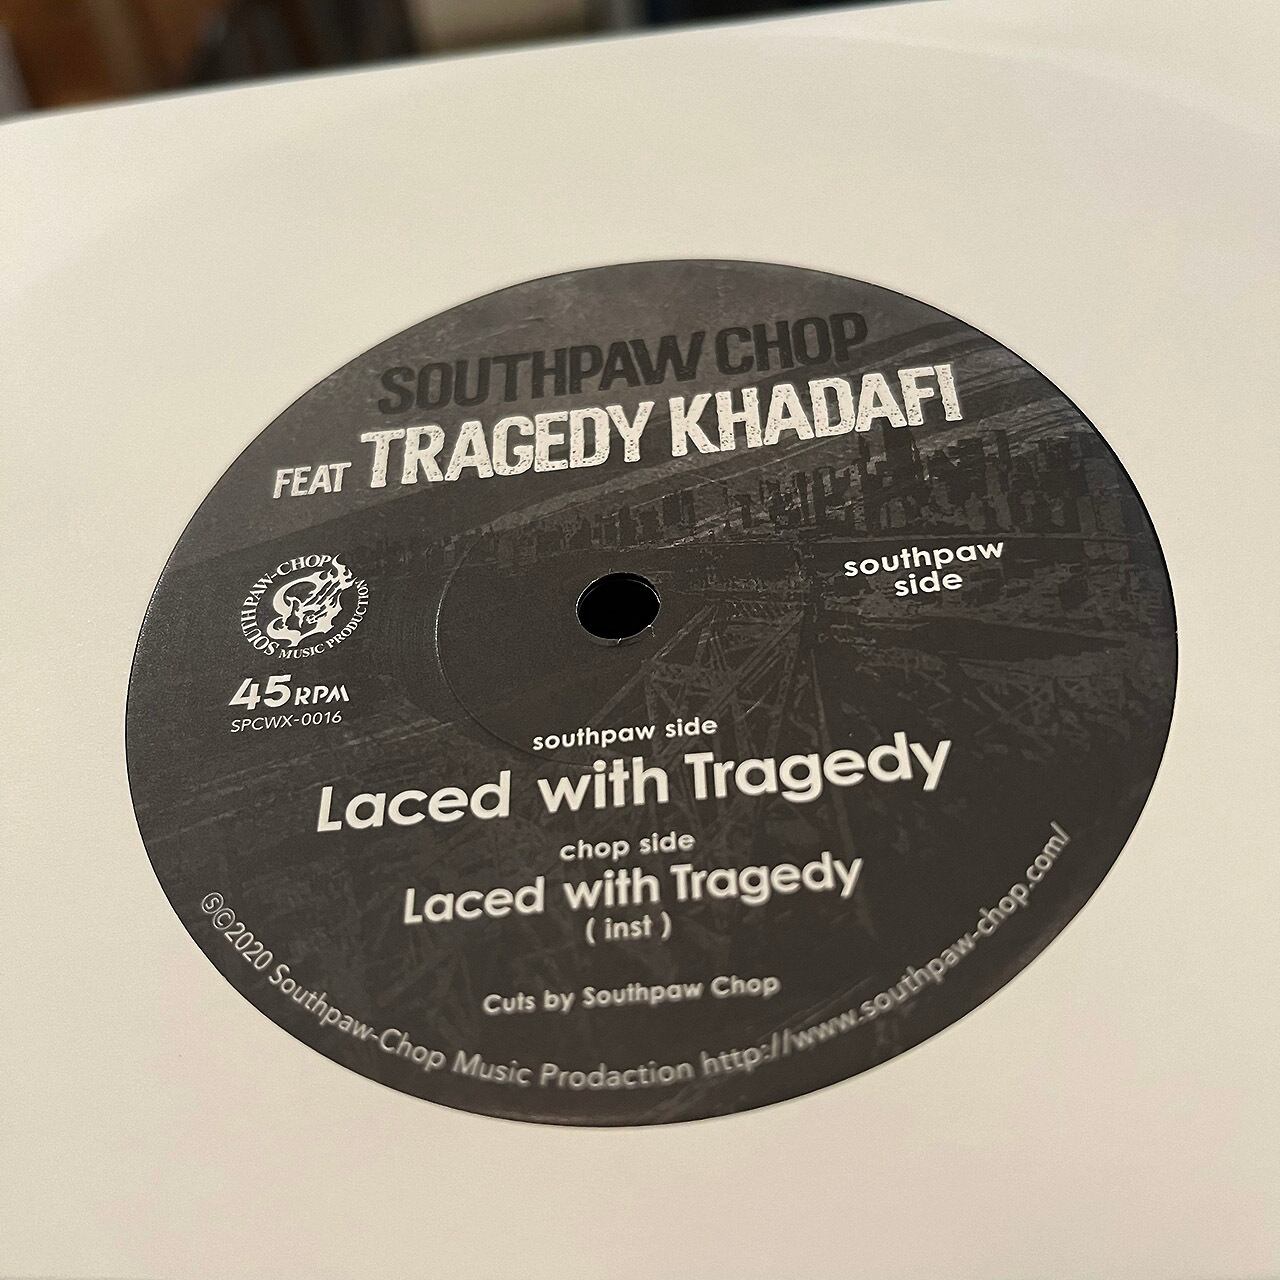 SOUTHPAW CHOP
FEAT TRAGEDY KHADAFI
southpaw
side
SOUTHPAW-CHOP
MUSIC PRODUCTION
45 RPM
SPCWX-0016
southpaw side
Laced with Tragedy
chop side
Laced with Tragedy
( inst )
Cuts by Southpaw Chop
Ⓢ©2020 Southpaw-Chop Music Prodaction http://www.southpaw-chop.com/